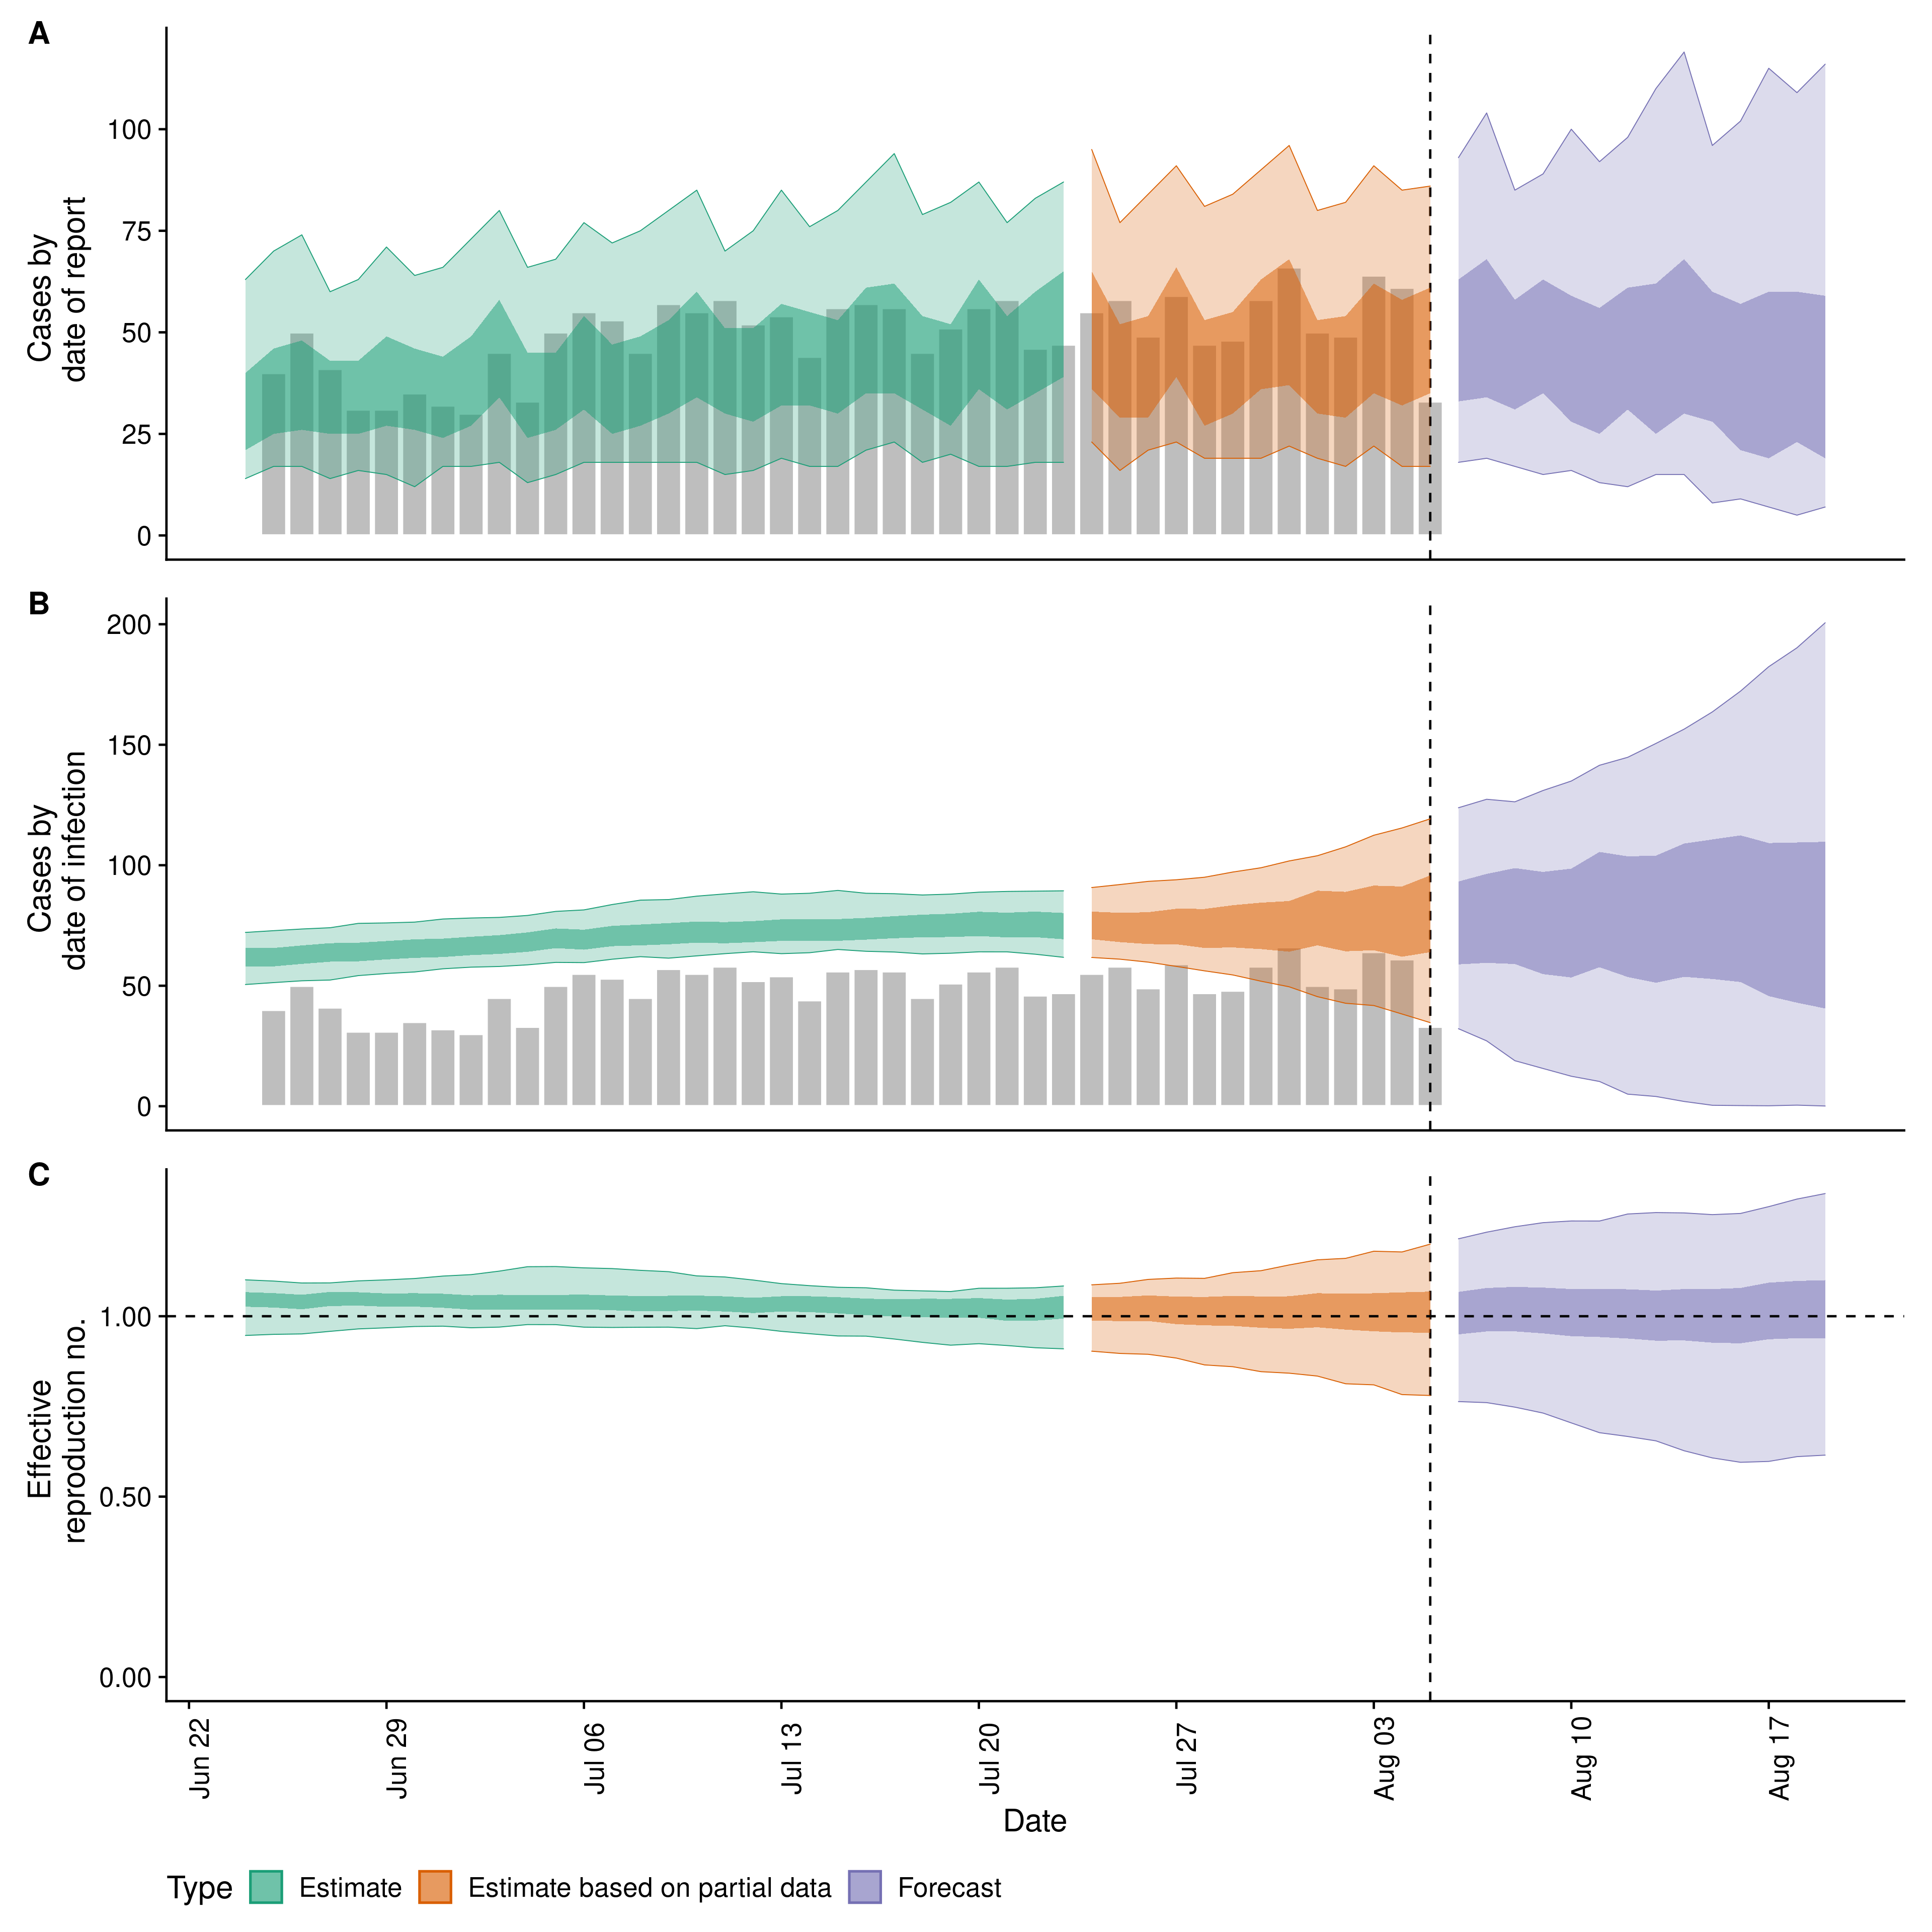 A
Cases by
date of report
100
75
50
25
0
B
Cases by
date of infection
200
150
100
50
0
C
Effective
reproduction no.
1.00
0.50
0.00
Jun 22
Jun 29
Jul 06
Jul 13
Jul 20
Jul 27
Aug 03
Aug 10
Aug 17
Date
Type Estimate Estimate based on partial data Forecast